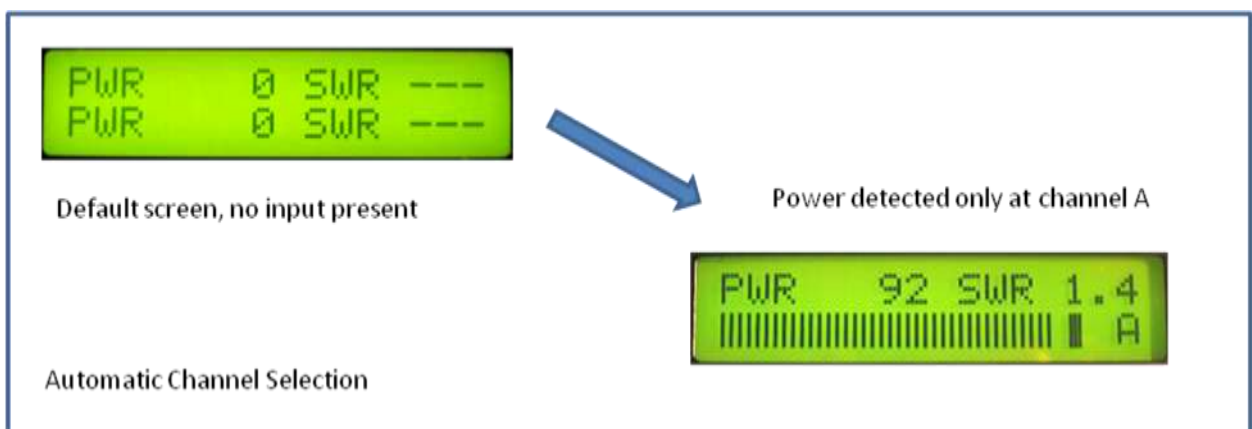 PWR 0 SWR ---
PWR 0 SWR ---
Default screen, no input present
Power detected only at channel A
PWR 92 SWR 1.4
A
Automatic Channel Selection